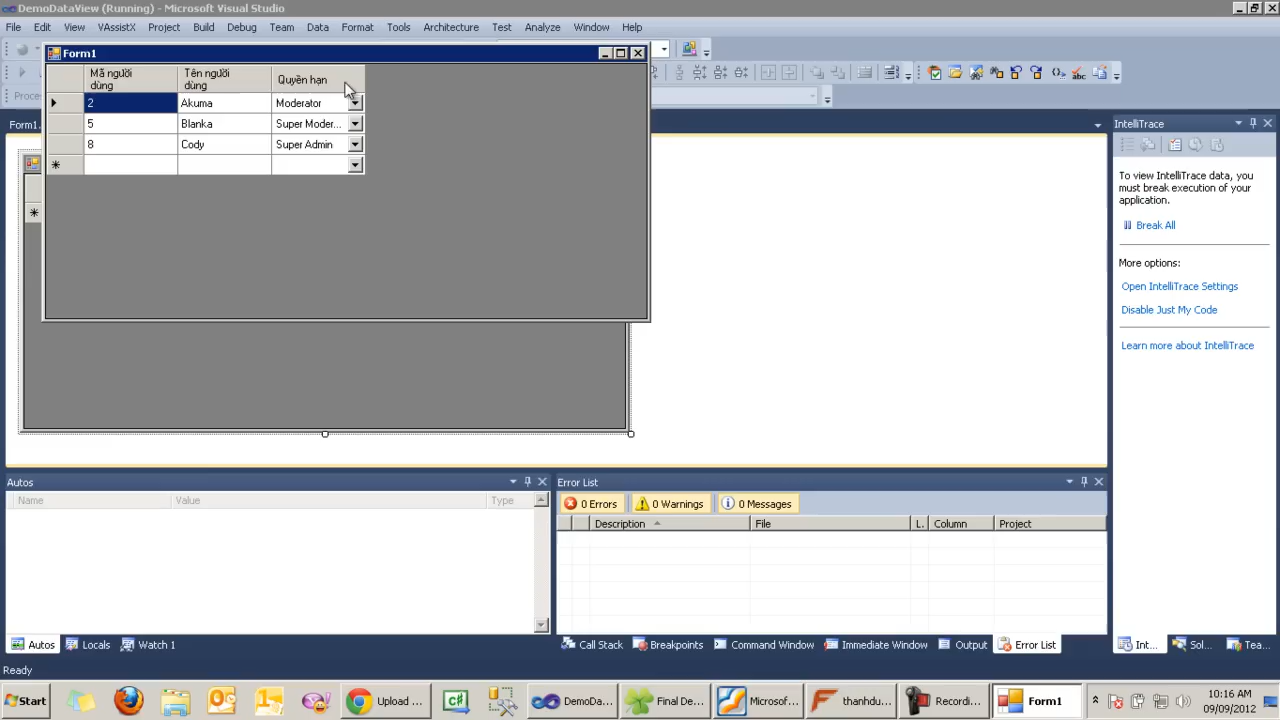 DemoDataView (Running) - Microsoft Visual Studio
File Edit View VAssistX Project Build Debug Team Data Format Tools Architecture Test Analyze Window Help
Form1
Mã người dùng Tên người dùng Quyền hạn
2 Akuma Moderator
5 Blanka Super Moder...
8 Cody Super Admin
Proces
Form1.
IntelliTrace
To view IntelliTrace data, you
must break execution of your
application.
Break All
More options:
Open IntelliTrace Settings
Disable Just My Code
Learn more about IntelliTrace
Autos
Name Value Type
Error List
0 Errors 0 Warnings 0 Messages
Description File L. Column Project
Autos Locals Watch 1
Call Stack Breakpoints Command Window Immediate Window Output Error List
Int... Sol... Tea...
Ready
Start Upload ... DemoDa... Final De... Microsof... thanhdu... Recordi... Form1
10:16 AM
09/09/2012